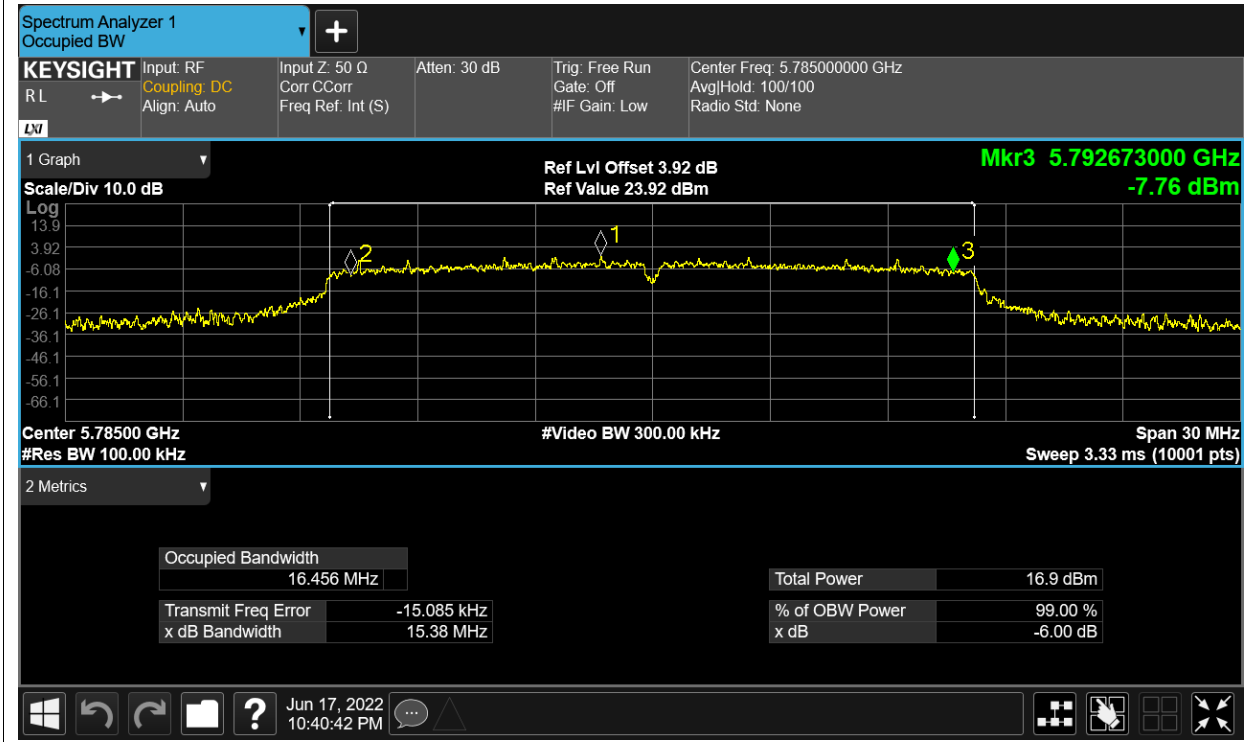 Spectrum Analyzer 1
Occupied BW
KEYSIGHT
R L
LXI
Input: RF
Coupling: DC
Align: Auto
Input Z: 50 Ω
Corr CCorr
Freq Ref: Int (S)
Atten: 30 dB
Trig: Free Run
Gate: Off
#IF Gain: Low
Center Freq: 5.785000000 GHz
Avg|Hold: 100/100
Radio Std: None
1 Graph
Scale/Div 10.0 dB
Ref Lvl Offset 3.92 dB
Ref Value 23.92 dBm
Mkr3 5.792673000 GHz
-7.76 dBm
Log
13.9
3.92
-6.08
-16.1
-26.1
-36.1
-46.1
-56.1
-66.1
1
2
3
Center 5.78500 GHz
#Video BW 300.00 kHz
Span 30 MHz
#Res BW 100.00 kHz
Sweep 3.33 ms (10001 pts)
2 Metrics
Occupied Bandwidth
16.456 MHz
Total Power 16.9 dBm
Transmit Freq Error -15.085 kHz
% of OBW Power 99.00 %
x dB Bandwidth 15.38 MHz
x dB -6.00 dB
?
Jun 17, 2022
10:40:42 PM